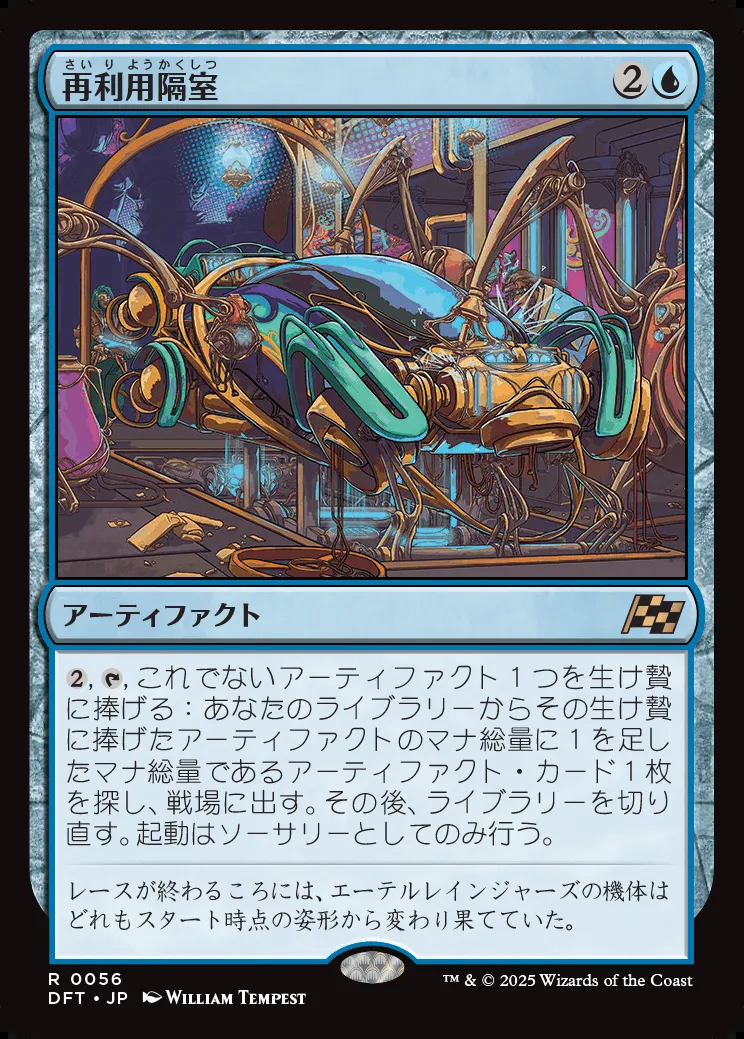 さいりようかくしつ
再利用隔室 2
アーティファクト
2, , これでないアーティファクト1つを生け贄
に捧げる：あなたのライブラリーからその生け贄
に捧げたアーティファクトのマナ総量に1を足し
たマナ総量であるアーティファクト・カード1枚
を探し、戦場に出す。その後、ライブラリーを切り
直す。起動はソーサリーとしてのみ行う。
レースが終わるころには、エーテルレインジャーズの機体は
どれもスタート時点の姿形から変わり果てていた。
R 0056
DFT • JP WILLIAM TEMPEST
™ & © 2025 Wizards of the Coast